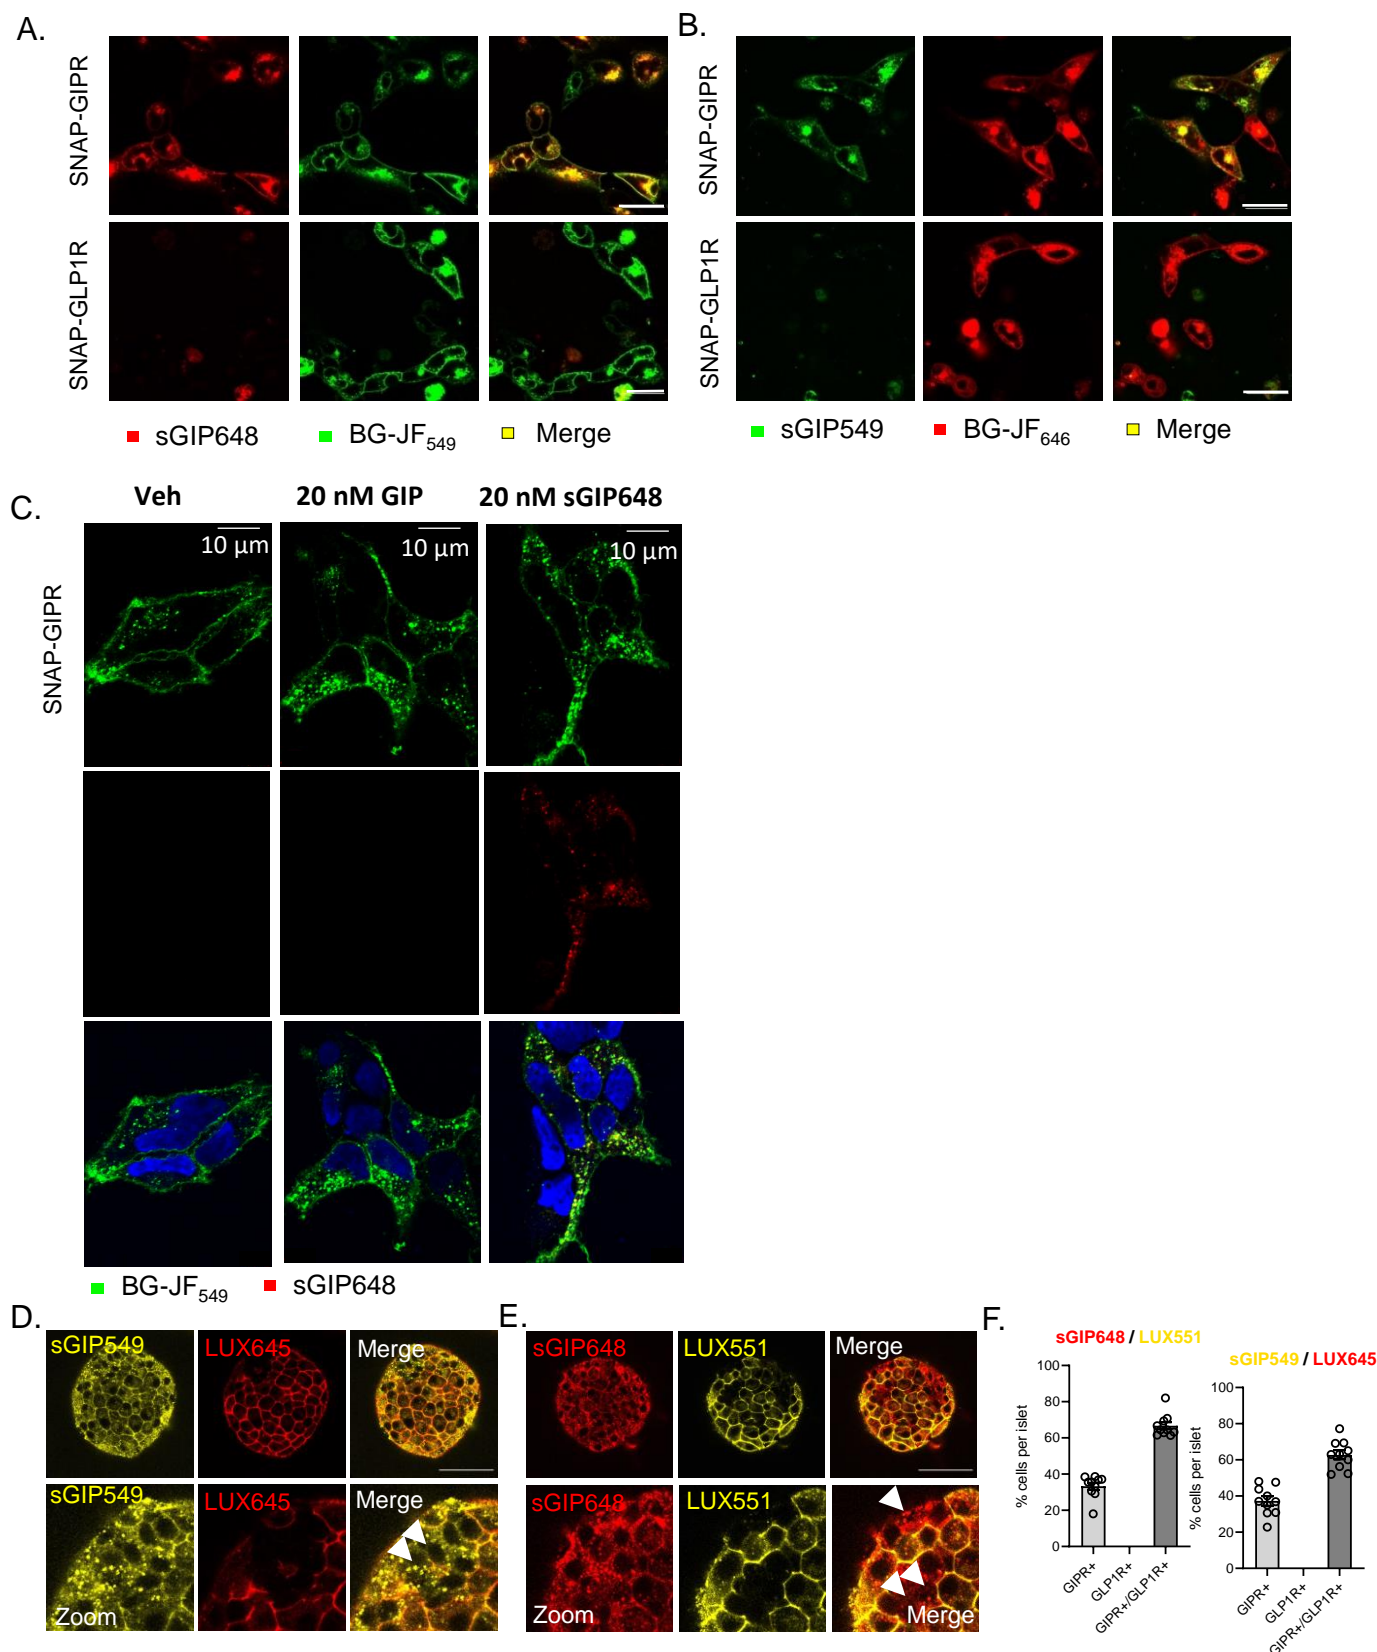 A.
SNAP-GIPR
SNAP-GLP1R
sGIP648 BG-JF549 Merge
B.
SNAP-GIPR
SNAP-GLP1R
sGIP549 BG-JF646 Merge
C.
Veh 20 nM GIP 20 nM sGIP648
10 µm 10 µm 10 µm
SNAP-GIPR
BG-JF549 sGIP648
D.
sGIP549 LUX645 Merge
sGIP549 LUX645 Merge
Zoom
E.
sGIP648 LUX551 Merge
sGIP648 LUX551
Zoom Merge
F.
sGIP648 / LUX551
% cells per islet
100
80
60
40
20
0
GIPR+ GLP1R+ GIPR+/GLP1R+
sGIP549 / LUX645
% cells per islet
100
80
60
40
20
0
GIPR+ GLP1R+ GIPR+/GLP1R+